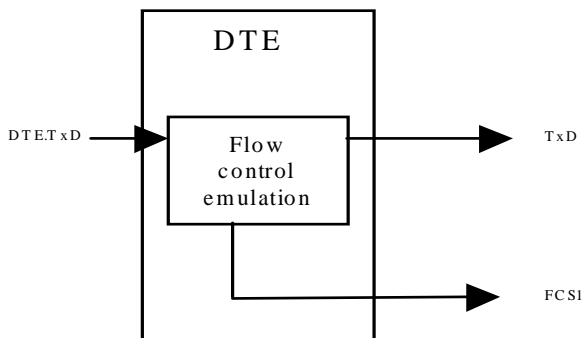 DTE
DTE.TxD
Flow
control
emulation
TxD
FCS1